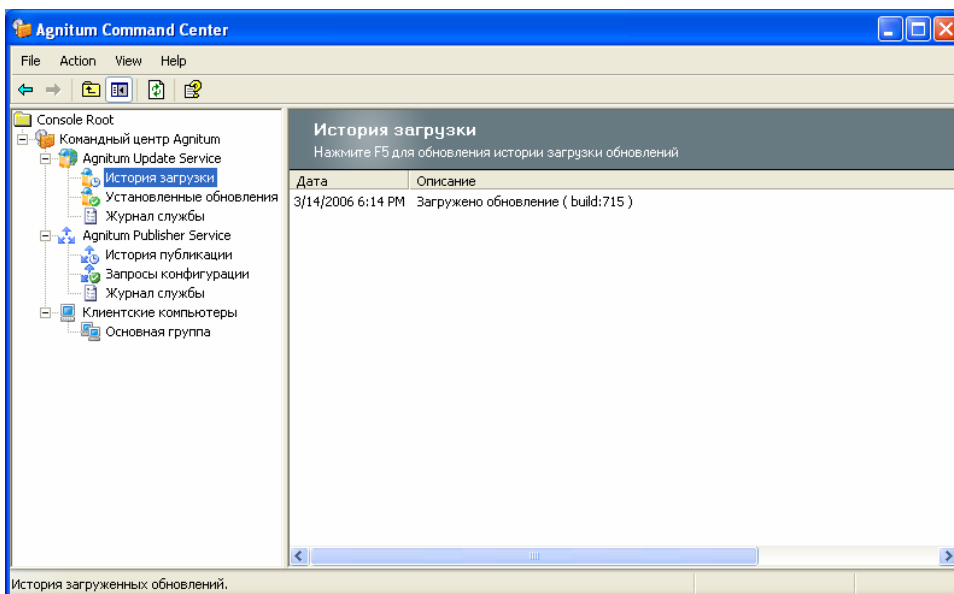 Agnitum Command Center
File Action View Help
Console Root
Командный центр Agnitum
Agnitum Update Service
История загрузки
Установленные обновления
Журнал службы
Agnitum Publisher Service
История публикации
Запросы конфигурации
Журнал службы
Клиентские компьютеры
Основная группа
История загрузки
Нажмите F5 для обновления истории загрузки обновлений
Дата Описание
3/14/2006 6:14 PM Загружено обновление ( build:715 )
История загруженных обновлений.